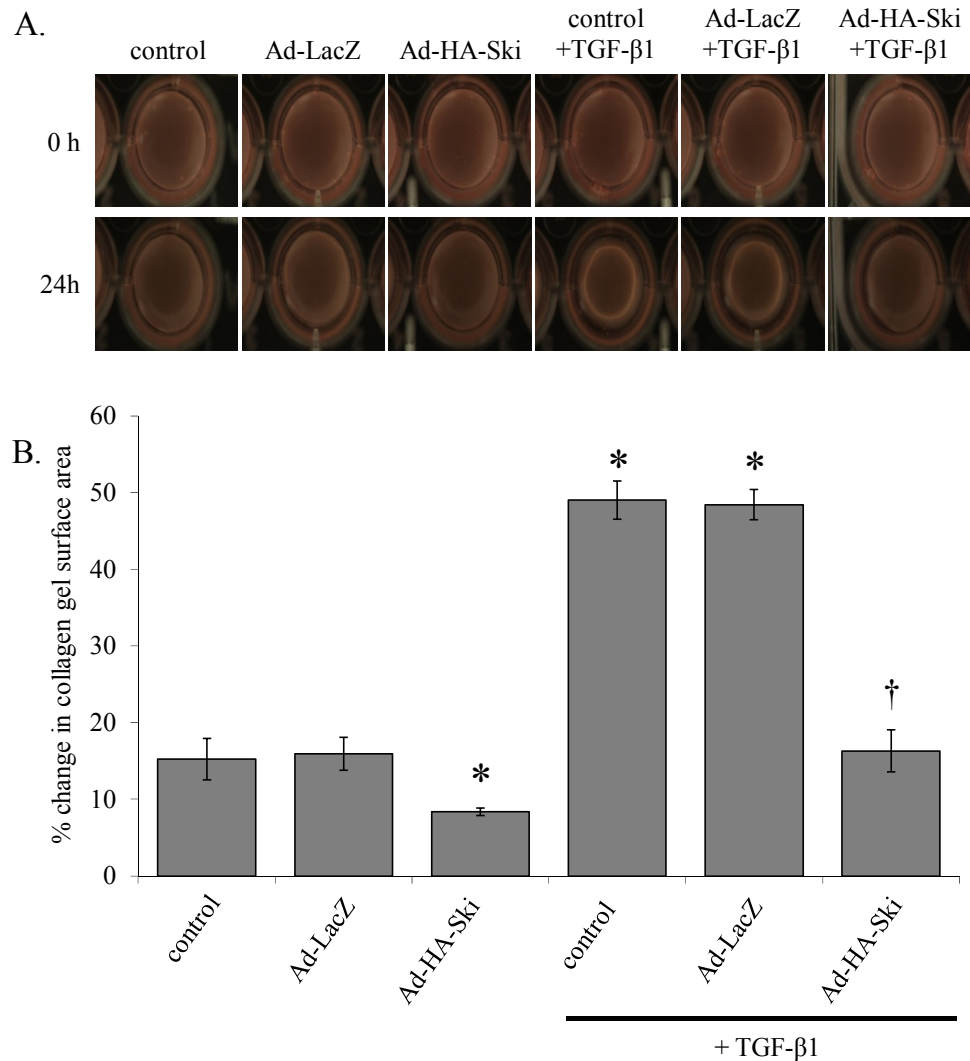 A.
control Ad-LacZ Ad-HA-Ski control Ad-LacZ Ad-HA-Ski
+TGF-β1 +TGF-β1 +TGF-β1
0 h
24h
B.
% change in collagen gel surface area
60
50
40
30
20
10
0
* * * †
control Ad-LacZ Ad-HA-Ski control Ad-LacZ Ad-HA-Ski
+ TGF-β1